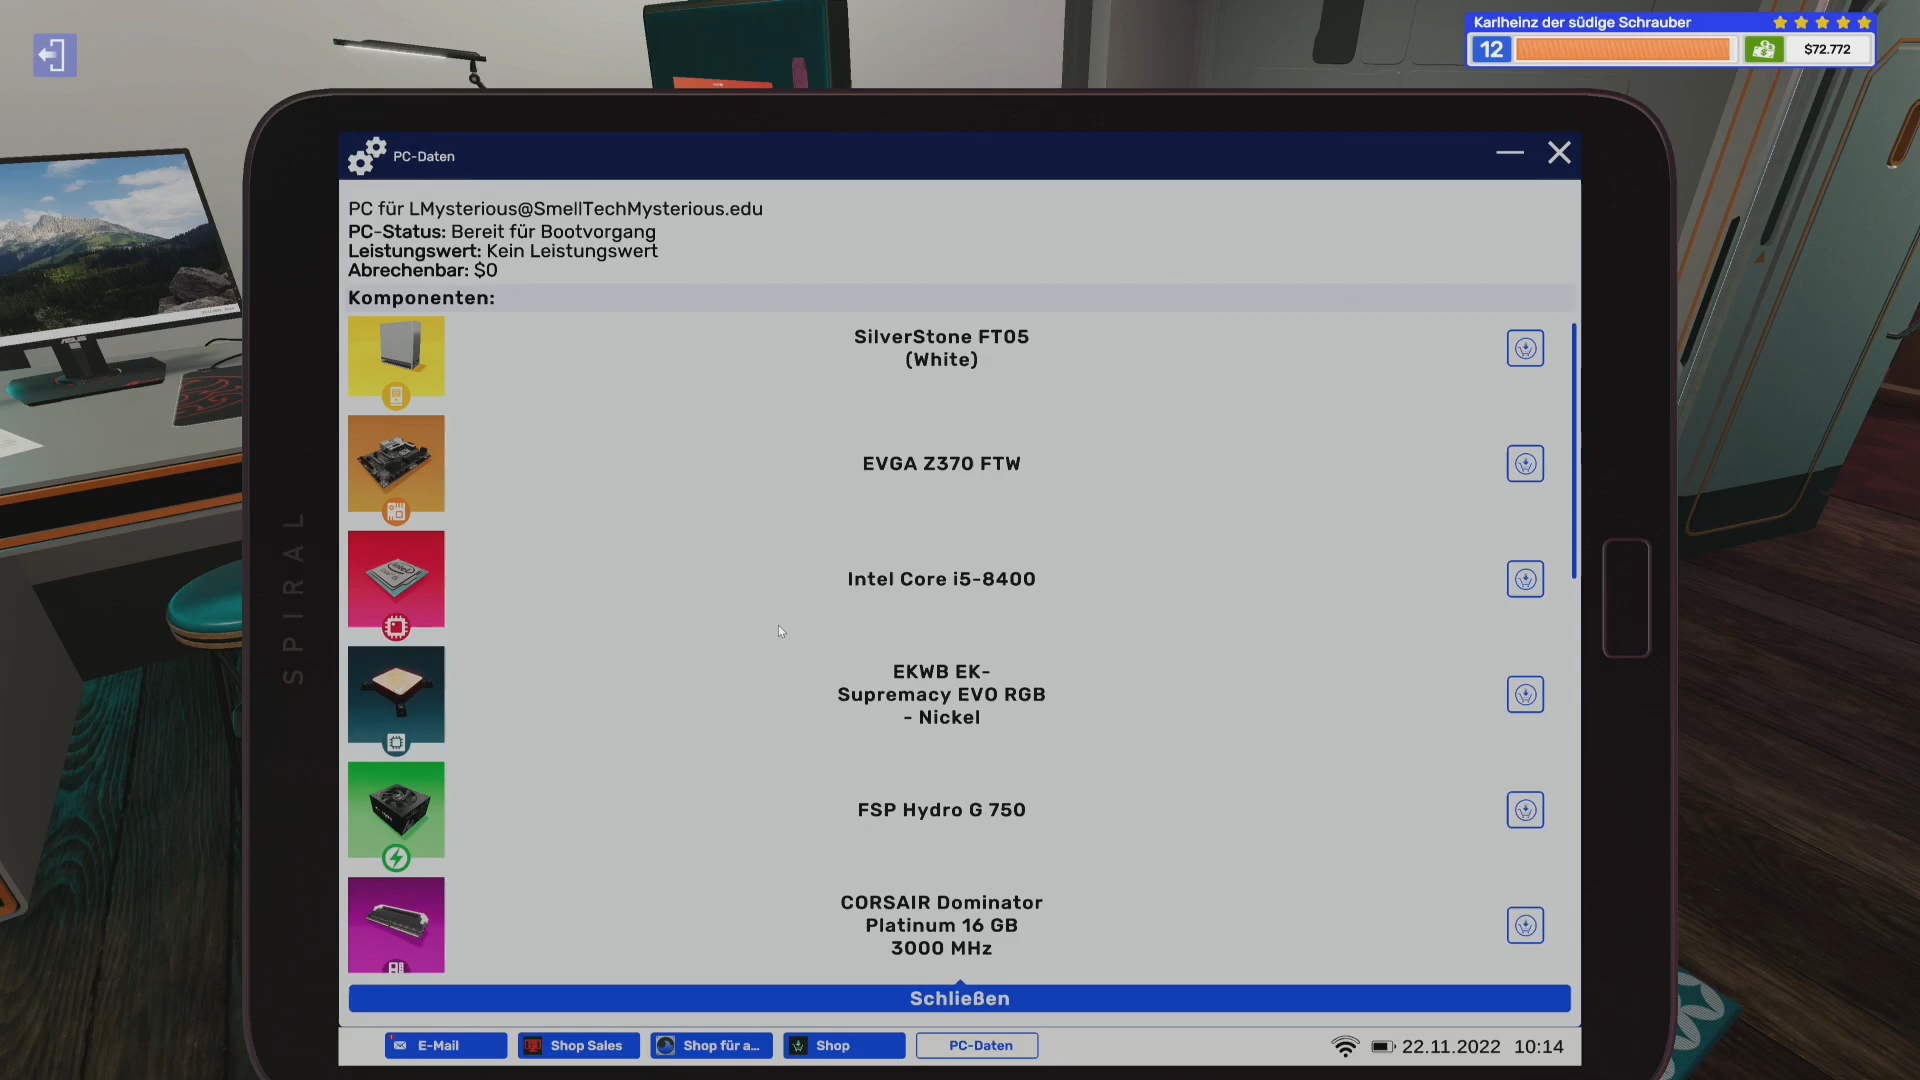 Karlheinz der südige Schrauber
12
$72.772
PC-Daten
PC für LMysterious@SmellTechMysterious.edu
PC-Status: Bereit für Bootvorgang
Leistungswert: Kein Leistungswert
Abrechenbar: $0
Komponenten:
SilverStone FT05
(White)
EVGA Z370 FTW
Intel Core i5-8400
EKWB EK-
Supremacy EVO RGB
- Nickel
FSP Hydro G 750
CORSAIR Dominator
Platinum 16 GB
3000 MHz
Schließen
E-Mail
Shop Sales
Shop für a...
Shop
PC-Daten
22.11.2022 10:14
SPIRAL
ASUS